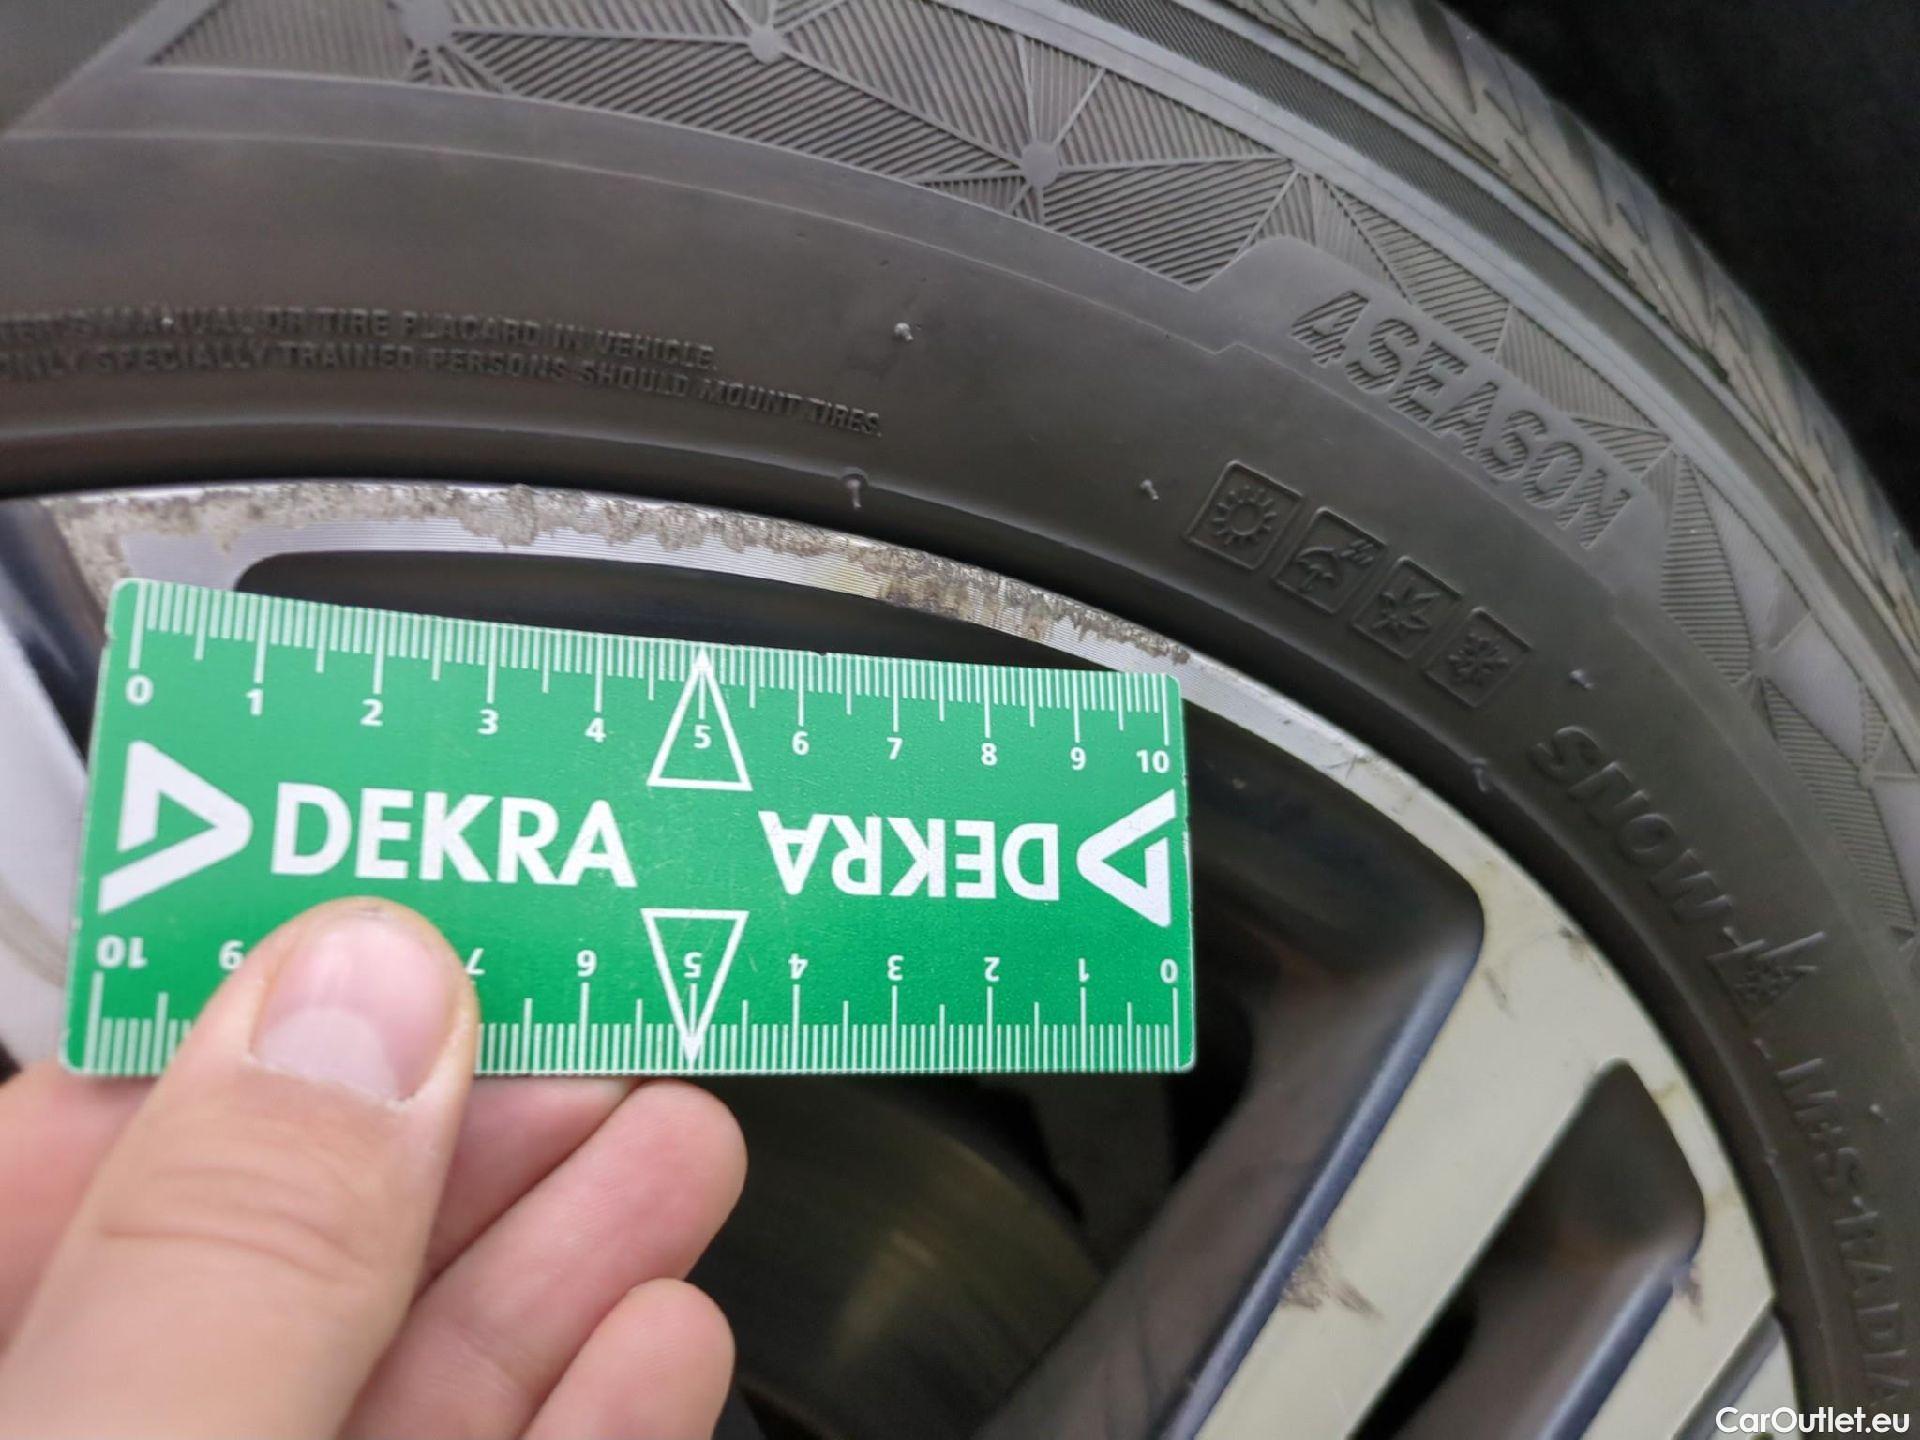 MANUAL OR TIRE PLACARD IN VEHICLE.
ONLY SPECIALLY TRAINED PERSONS SHOULD MOUNT TIRES.
4SEASON
SNOW
M+S
RADIA
0 1 2 3 4 5 6 7 8 9 10
DEKRA DEKRA
10 9 7 6 5 4 3 2 1 0
CarOutlet.eu